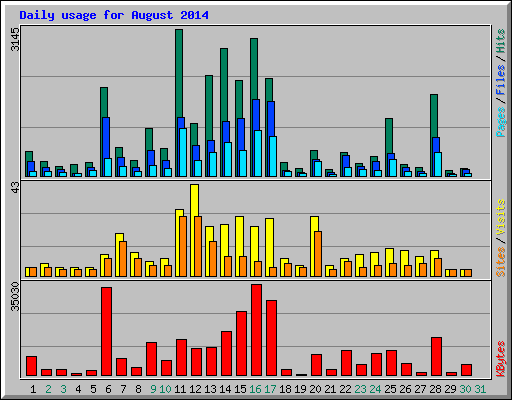 Daily usage for August 2014
3145
Pages / Files / Hits
43
Sites / Visits
35030
KBytes
1 2 3 4 5 6 7 8 9 10 11 12 13 14 15 16 17 18 19 20 21 22 23 24 25 26 27 28 29 30 31